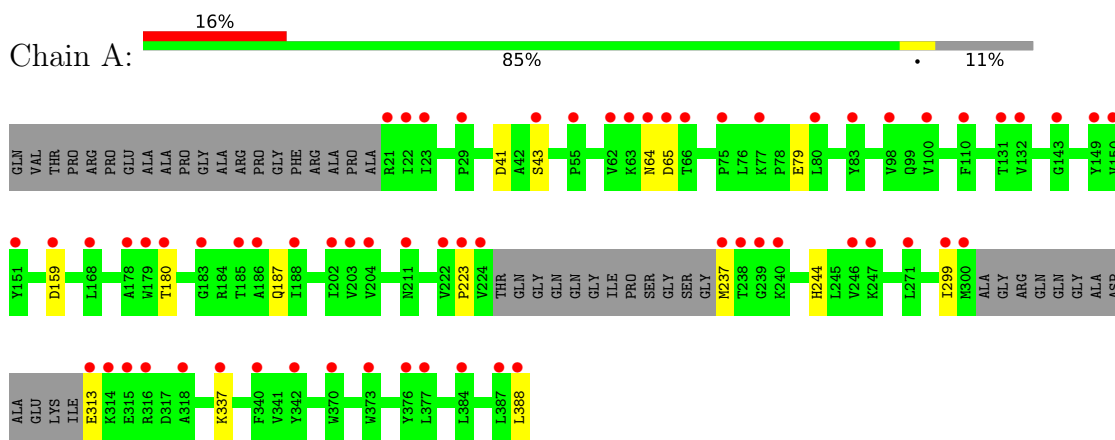 16%
Chain A:
85% • 11%
GLN VAL THR PRO ARG PRO GLU ALA ALA PRO GLY ALA ARG PRO GLY PHE ARG ALA PRO ALA R21 I22 I23 P29 D41 A42 S43 P55 V62 K63 N64 D65 T66 P75 L76 K77 P78 E79 L80 Y83 V98 Q99 V100 F110 T131 V132 G143 Y149 V150
Y151 D159 L168 A178 W179 T180 G183 R184 T185 A186 Q187 I188 I202 V203 V204 N211 V222 P223 V224 THR GLN GLY GLN GLN GLY ILE PRO SER GLY SER GLY M237 T238 G239 K240 H244 L245 V246 K247 L271 I299 M300 ALA GLY ARG GLN GLN GLY ALA ASP
ALA GLU LYS ILE E313 K314 E315 R316 D317 A318 K337 F340 V341 Y342 W370 W373 Y376 L377 L384 L387 L388